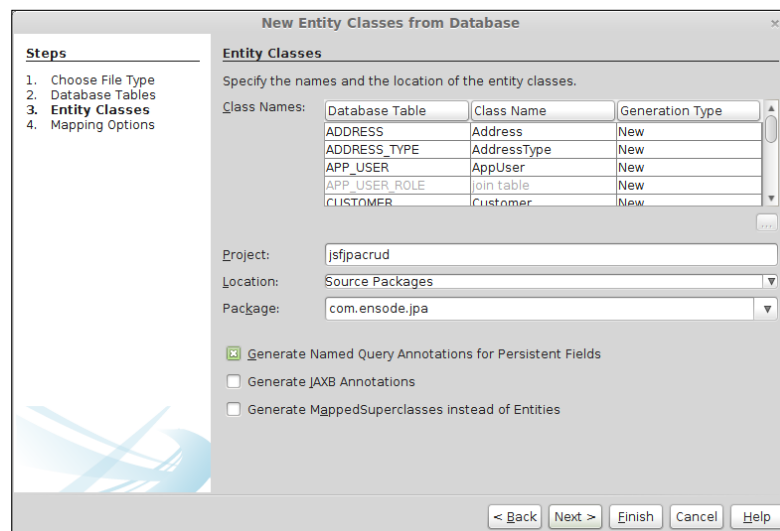 New Entity Classes from Database
Steps
1. Choose File Type
2. Database Tables
3. Entity Classes
4. Mapping Options
Entity Classes
Specify the names and the location of the entity classes.
Class Names:
Database Table Class Name Generation Type
ADDRESS Address New
ADDRESS_TYPE AddressType New
APP_USER AppUser New
APP_USER_ROLE join table New
CUSTOMER Customer New
...
Project: jsfjpacrud
Location: Source Packages
Package: com.ensode.jpa
Generate Named Query Annotations for Persistent Fields
Generate JAXB Annotations
Generate MappedSuperclasses instead of Entities
< Back Next > Finish Cancel Help